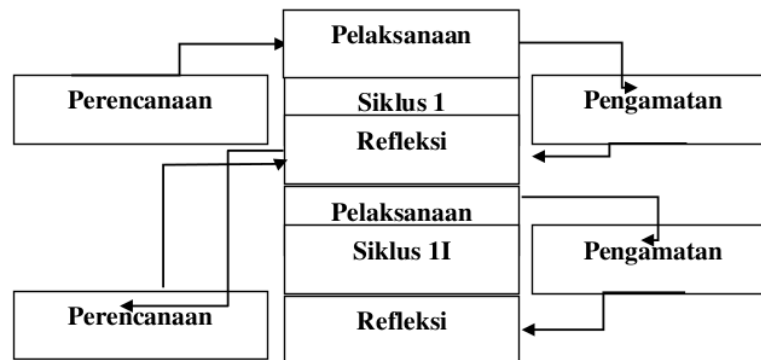 Pelaksanaan
Perencanaan
Siklus 1
Pengamatan
Refleksi
Pelaksanaan
Siklus 1I
Pengamatan
Perencanaan
Refleksi